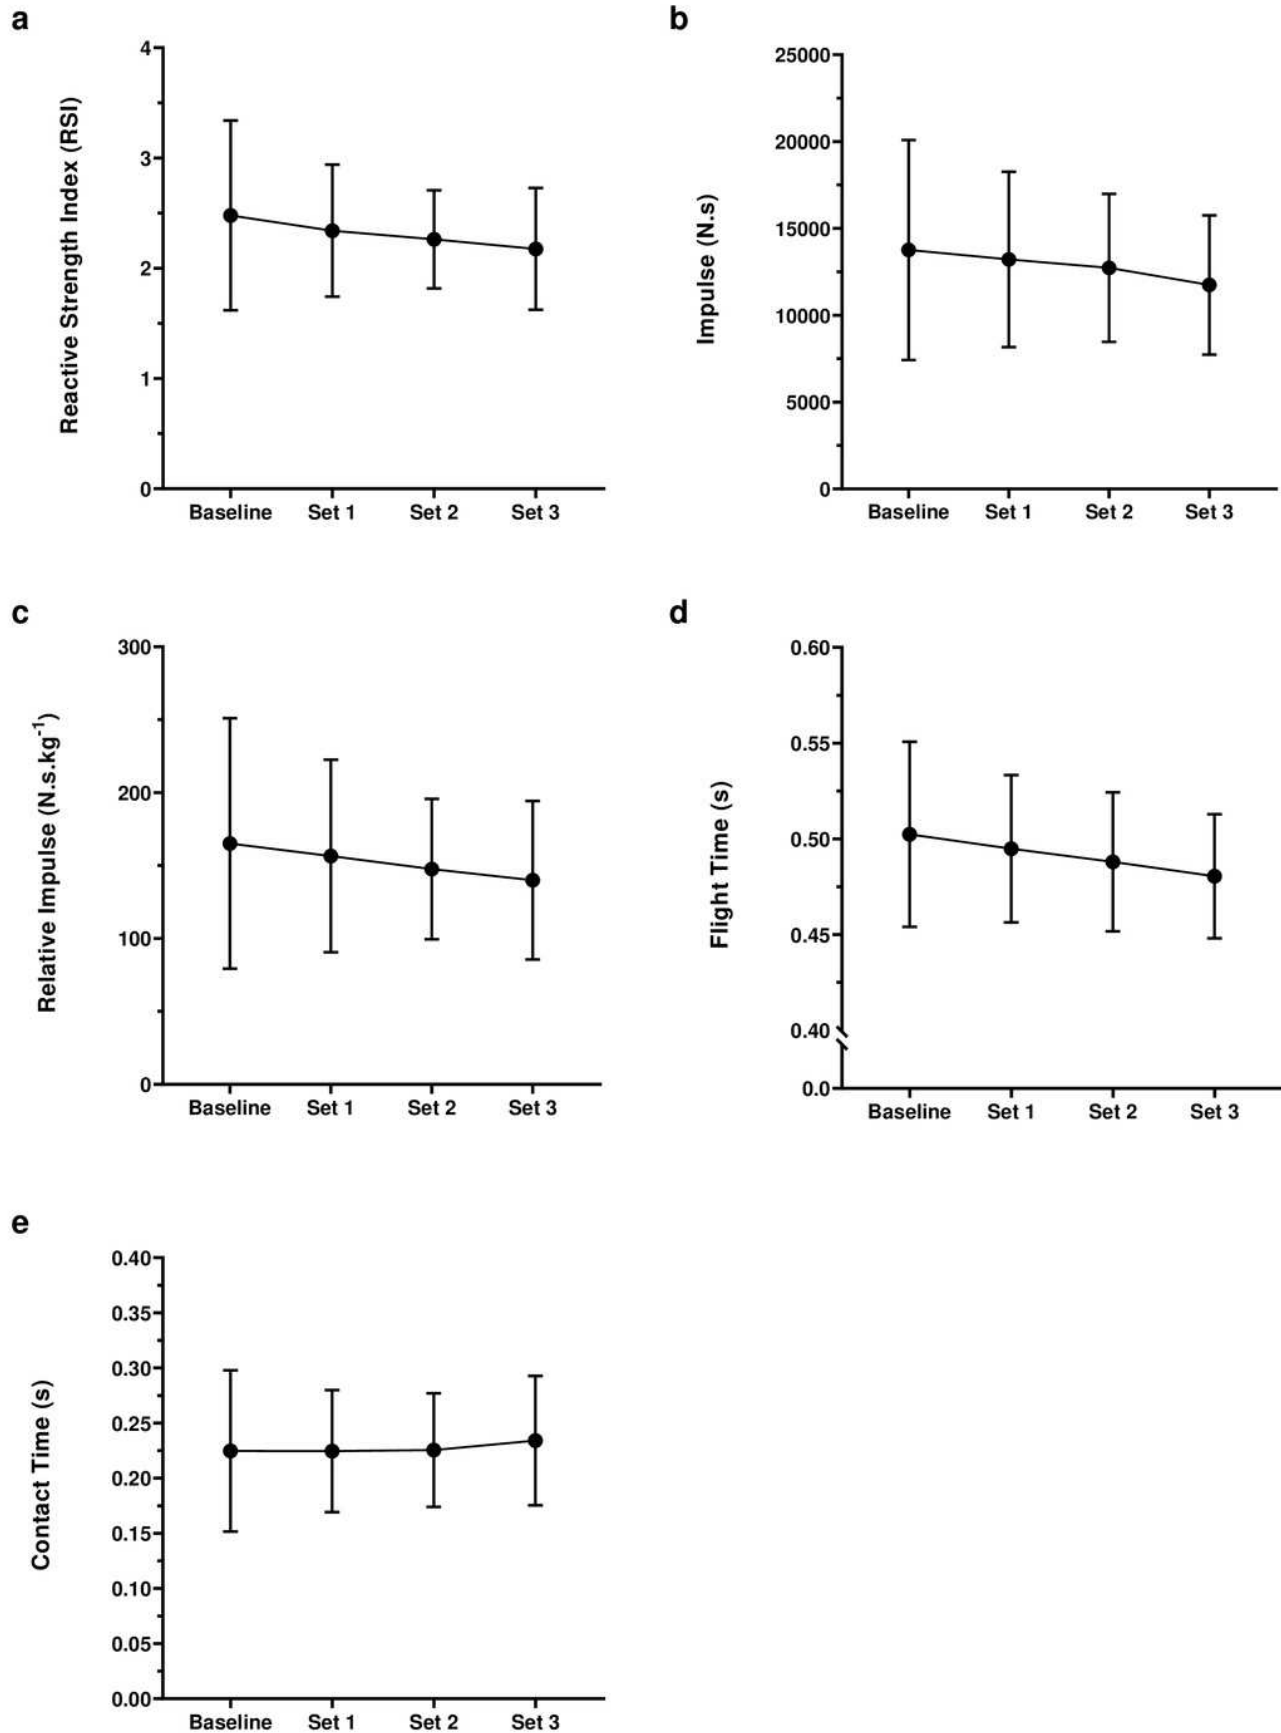 a
Reactive Strength Index (RSI)
4
3
2
1
0
Baseline Set 1 Set 2 Set 3
b
Impulse (N.s)
25000
20000
15000
10000
5000
0
Baseline Set 1 Set 2 Set 3
c
Relative Impulse (N.s.kg⁻¹)
300
200
100
0
Baseline Set 1 Set 2 Set 3
d
Flight Time (s)
0.60
0.55
0.50
0.45
0.40
0.0
Baseline Set 1 Set 2 Set 3
e
Contact Time (s)
0.40
0.35
0.30
0.25
0.20
0.15
0.10
0.05
0.00
Baseline Set 1 Set 2 Set 3